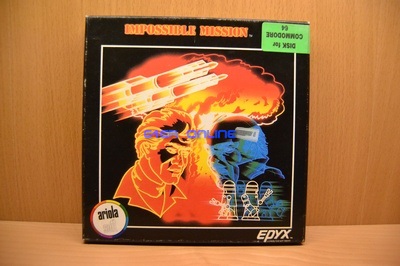 IMPOSSIBLE MISSION
DISK for
COMMODORE
64
ariola
EPYX